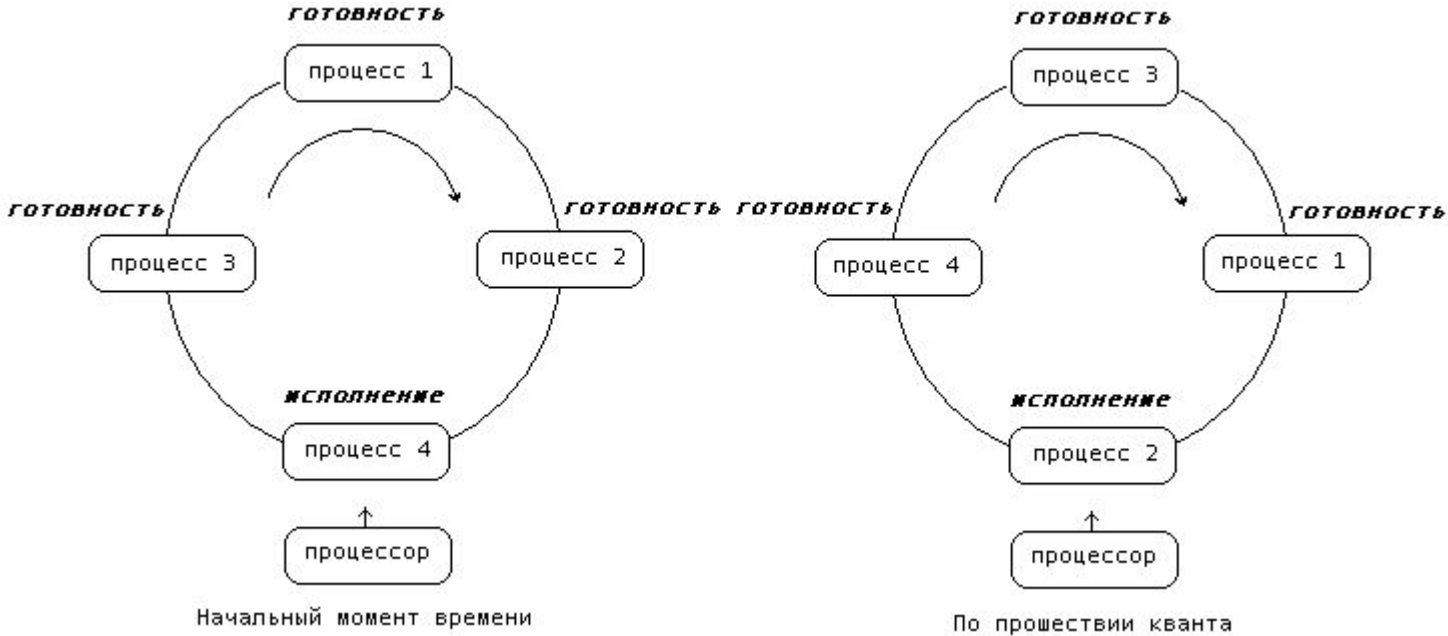 готовность
процесс 1
готовность
процесс 3
готовность
процесс 2
исполнение
процесс 4
процессор
Начальный момент времени
готовность
процесс 3
готовность
процесс 4
готовность
процесс 1
исполнение
процесс 2
процессор
По прошествии кванта